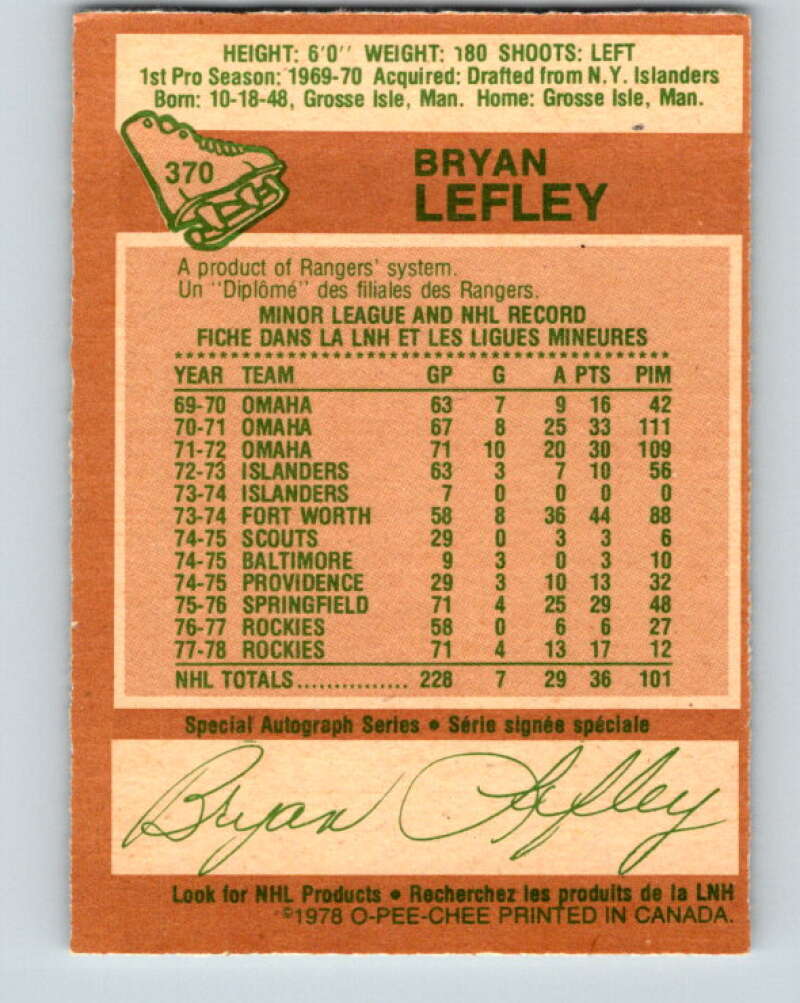 HEIGHT: 6'0'' WEIGHT: 180 SHOOTS: LEFT
1st Pro Season: 1969-70 Acquired: Drafted from N.Y. Islanders
Born: 10-18-48, Grosse Isle, Man. Home: Grosse Isle, Man.
370
BRYAN
LEFLEY
A product of Rangers' system.
Un "Diplômé" des filiales des Rangers.
MINOR LEAGUE AND NHL RECORD
FICHE DANS LA LNH ET LES LIGUES MINEURES
YEAR TEAM GP G A PTS PIM
69-70 OMAHA 63 7 9 16 42
70-71 OMAHA 67 8 25 33 111
71-72 OMAHA 71 10 20 30 109
72-73 ISLANDERS 63 3 7 10 56
73-74 ISLANDERS 7 0 0 0 0
73-74 FORT WORTH 58 8 36 44 88
74-75 SCOUTS 29 0 3 3 6
74-75 BALTIMORE 9 3 0 3 10
74-75 PROVIDENCE 29 3 10 13 32
75-76 SPRINGFIELD 71 4 25 29 48
76-77 ROCKIES 58 0 6 6 27
77-78 ROCKIES 71 4 13 17 12
NHL TOTALS............... 228 7 29 36 101
Special Autograph Series • Série signée spéciale
Bryan Lefley
Look for NHL Products • Recherchez les produits de la LNH
©1978 O-PEE-CHEE PRINTED IN CANADA.